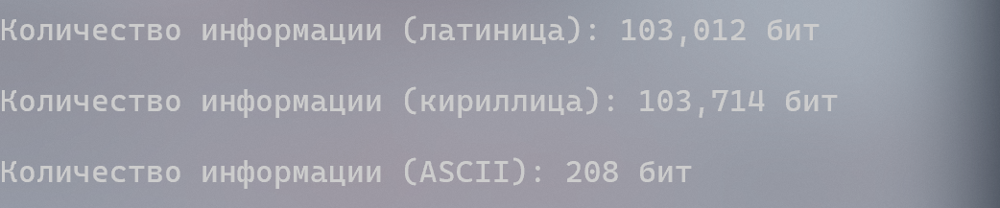 Количество информации (латиница): 103,012 бит
Количество информации (кириллица): 103,714 бит
Количество информации (ASCII): 208 бит